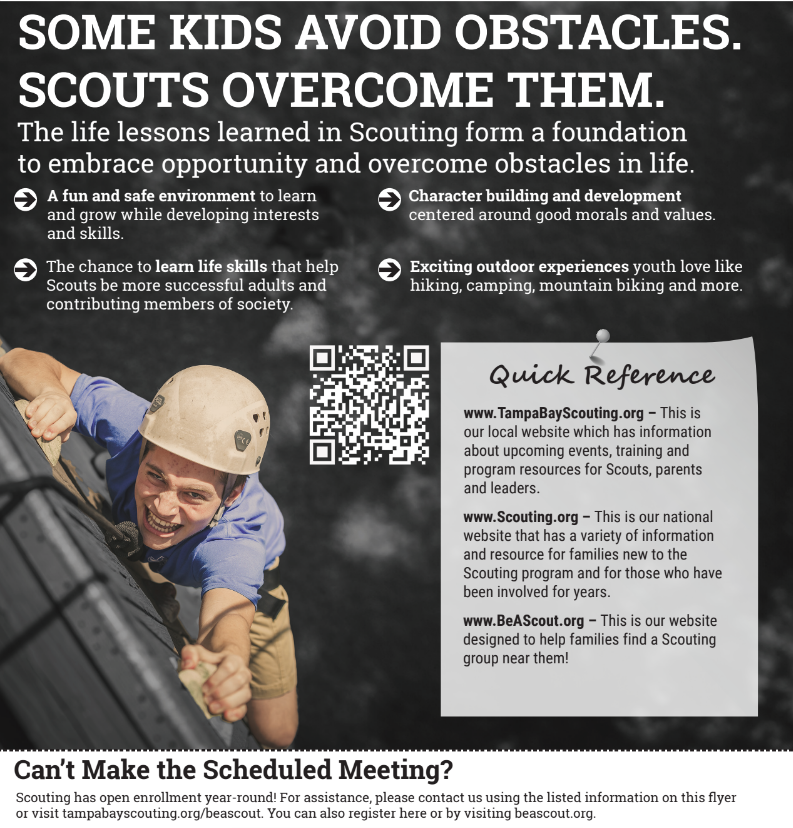 SOME KIDS AVOID OBSTACLES.
SCOUTS OVERCOME THEM.
The life lessons learned in Scouting form a foundation
to embrace opportunity and overcome obstacles in life.
A fun and safe environment to learn
and grow while developing interests
and skills.
Character building and development
centered around good morals and values.
The chance to learn life skills that help
Scouts be more successful adults and
contributing members of society.
Exciting outdoor experiences youth love like
hiking, camping, mountain biking and more.
Quick Reference
www.TampaBayScouting.org – This is
our local website which has information
about upcoming events, training and
program resources for Scouts, parents
and leaders.
www.Scouting.org – This is our national
website that has a variety of information
and resource for families new to the
Scouting program and for those who have
been involved for years.
www.BeAScout.org – This is our website
designed to help families find a Scouting
group near them!
Can't Make the Scheduled Meeting?
Scouting has open enrollment year-round! For assistance, please contact us using the listed information on this flyer
or visit tampabayscouting.org/beascout. You can also register here or by visiting beascout.org.